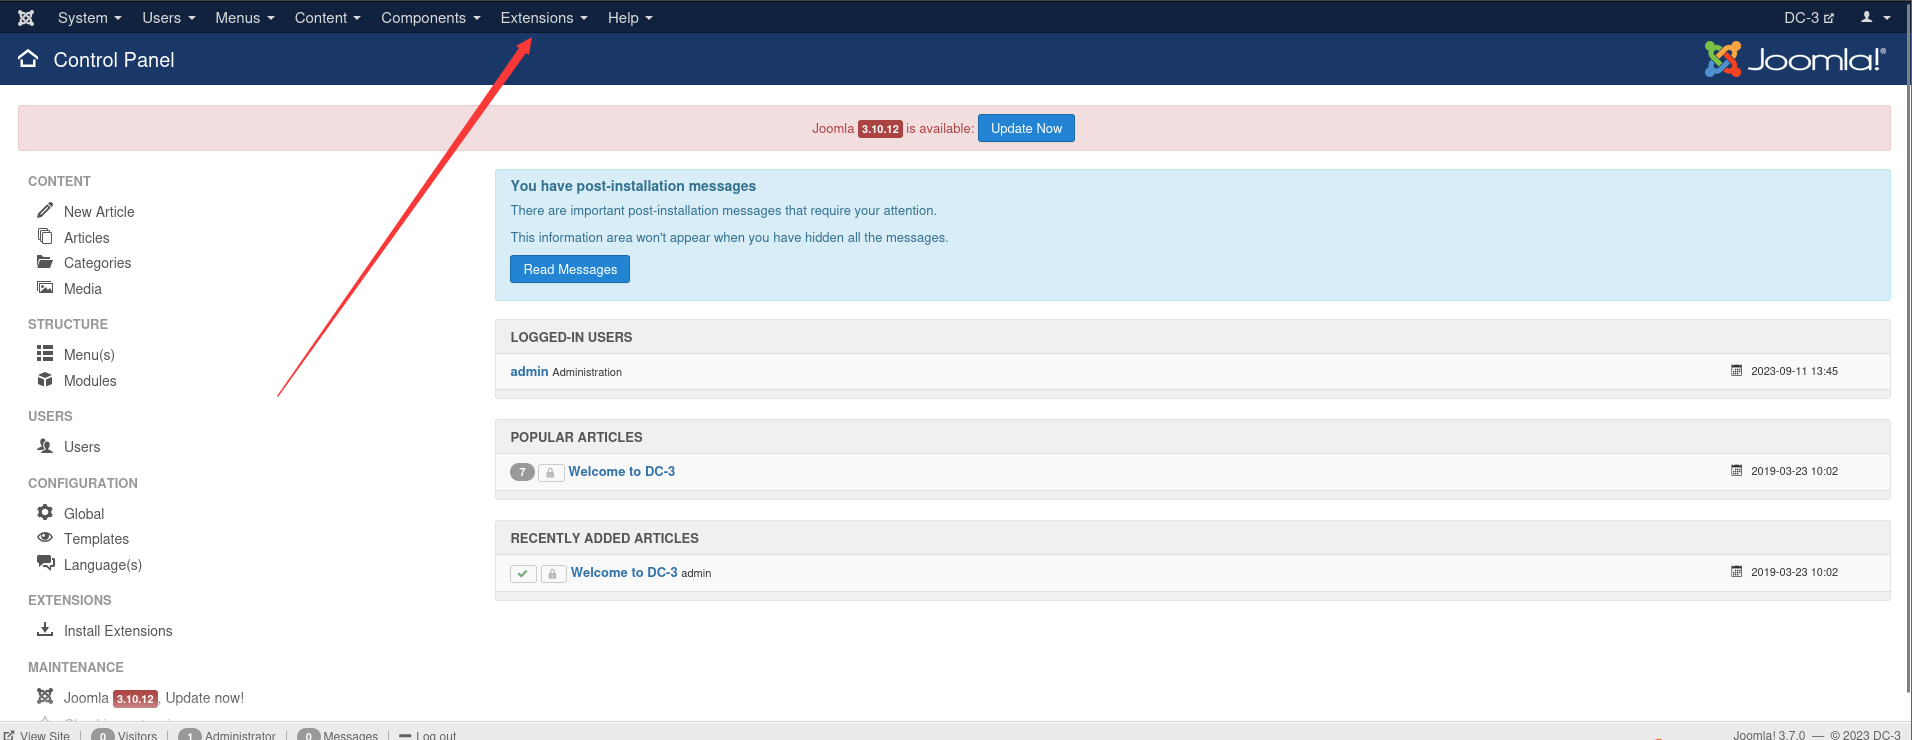 System Users Menus Content Components Extensions Help DC-3
Control Panel Joomla!®
Joomla 3.10.12 is available: Update Now
CONTENT
New Article
Articles
Categories
Media
STRUCTURE
Menu(s)
Modules
USERS
Users
CONFIGURATION
Global
Templates
Language(s)
EXTENSIONS
Install Extensions
MAINTENANCE
Joomla 3.10.12, Update now!
You have post-installation messages
There are important post-installation messages that require your attention.
This information area won't appear when you have hidden all the messages.
Read Messages
LOGGED-IN USERS
admin Administration 2023-09-11 13:45
POPULAR ARTICLES
7 Welcome to DC-3 2019-03-23 10:02
RECENTLY ADDED ARTICLES
Welcome to DC-3 admin 2019-03-23 10:02
View Site 0 Visitors 1 Administrator 0 Messages Log out Joomla! 3.7.0 — © 2023 DC-3